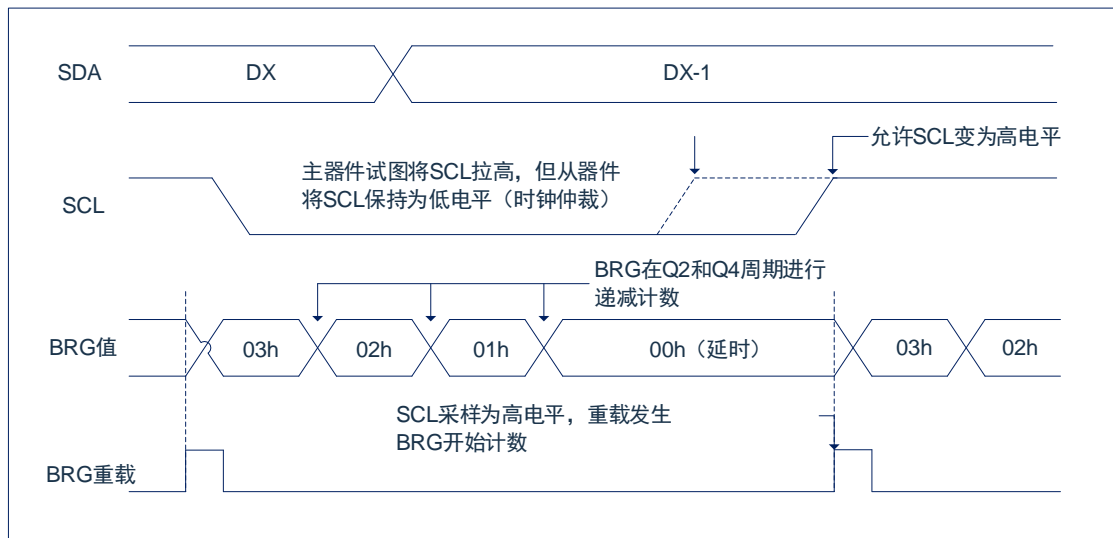 SDA
DX
DX-1
允许SCL变为高电平
主器件试图将SCL拉高，但从器件
将SCL保持为低电平（时钟仲裁）
SCL
BRG在Q2和Q4周期进行
递减计数
BRG值
03h
02h
01h
00h（延时）
03h
02h
SCL采样为高电平，重载发生
BRG开始计数
BRG重载